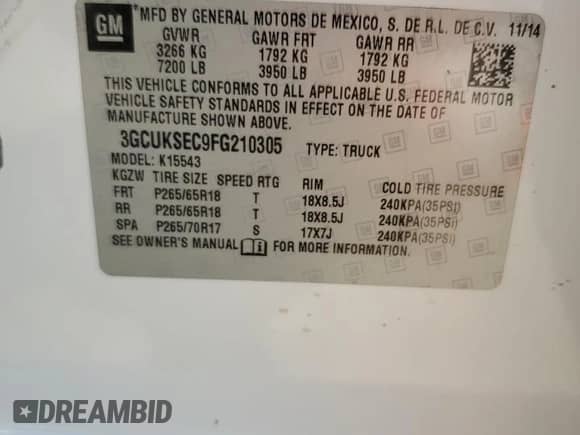 GM *MFD BY GENERAL MOTORS DE MEXICO, S. DE R.L. DE C.V. 11/14
GVWR GAWR FRT GAWR RR
3266 KG 1792 KG 1792 KG
7200 LB 3950 LB 3950 LB
THIS VEHICLE CONFORMS TO ALL APPLICABLE U.S. FEDERAL MOTOR
VEHICLE SAFETY STANDARDS IN EFFECT ON THE DATE OF
MANUFACTURE SHOWN ABOVE.
3GCUKSEC9FG210305 TYPE: TRUCK
MODEL: K15543
KGZW TIRE SIZE SPEED RTG RIM COLD TIRE PRESSURE
FRT P265/65R18 T 18X8.5J 240KPA(35PSI)
RR P265/65R18 T 18X8.5J 240KPA(35PSI)
SPA P265/70R17 S 17X7J 240KPA(35PSI)
SEE OWNER'S MANUAL FOR MORE INFORMATION.
DREAMBID